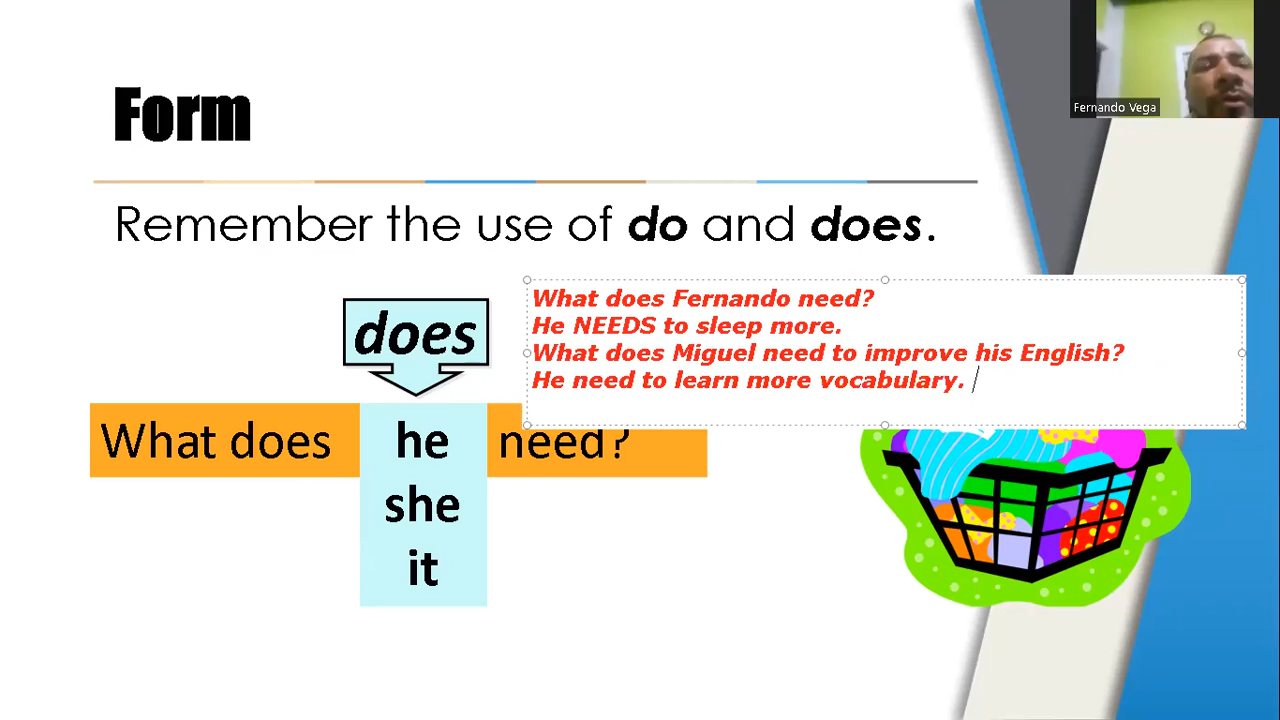 Fernando Vega
Form
Remember the use of do and does.
does
What does Fernando need?
He NEEDS to sleep more.
What does Miguel need to improve his English?
He need to learn more vocabulary.
What does he need?
she
it